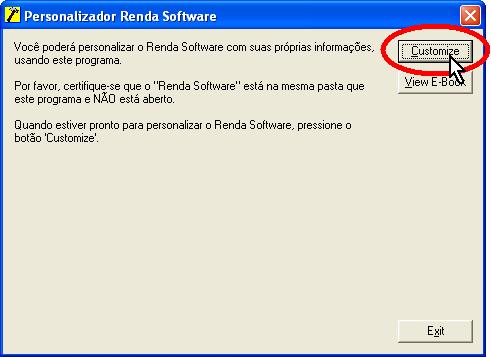 Personalizador Renda Software
Você poderá personalizar o Renda Software com suas próprias informações,
usando este programa.
Por favor, certifique-se que o "Renda Software" está na mesma pasta que
este programa e NÃO está aberto.
Quando estiver pronto para personalizar o Renda Software, pressione o
botão 'Customize'.
Customize
View E-Book
Exit